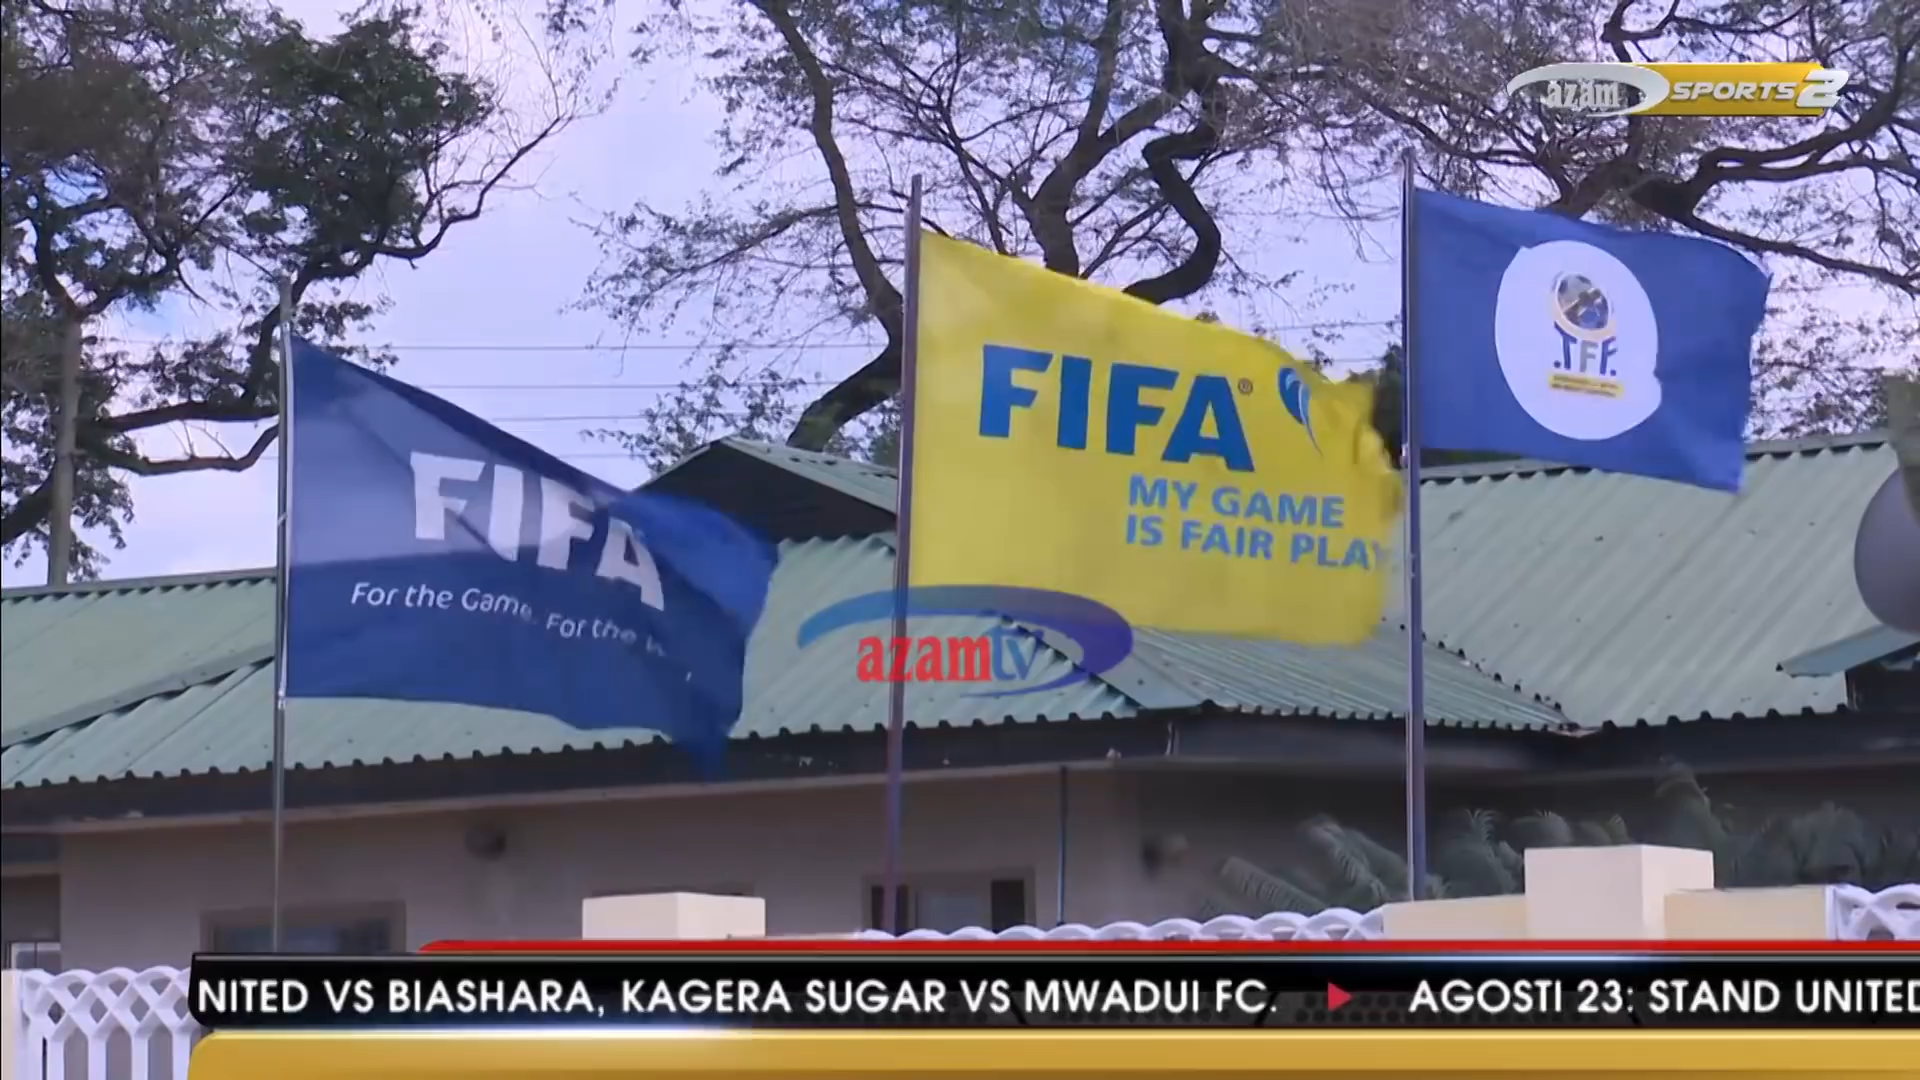 azam SPORTS 2
FIFA
For the Game. For the
FIFA®
MY GAME
IS FAIR PLAY
TFF
azamtv
NITED VS BIASHARA, KAGERA SUGAR VS MWADUI FC.
AGOSTI 23: STAND UNITED